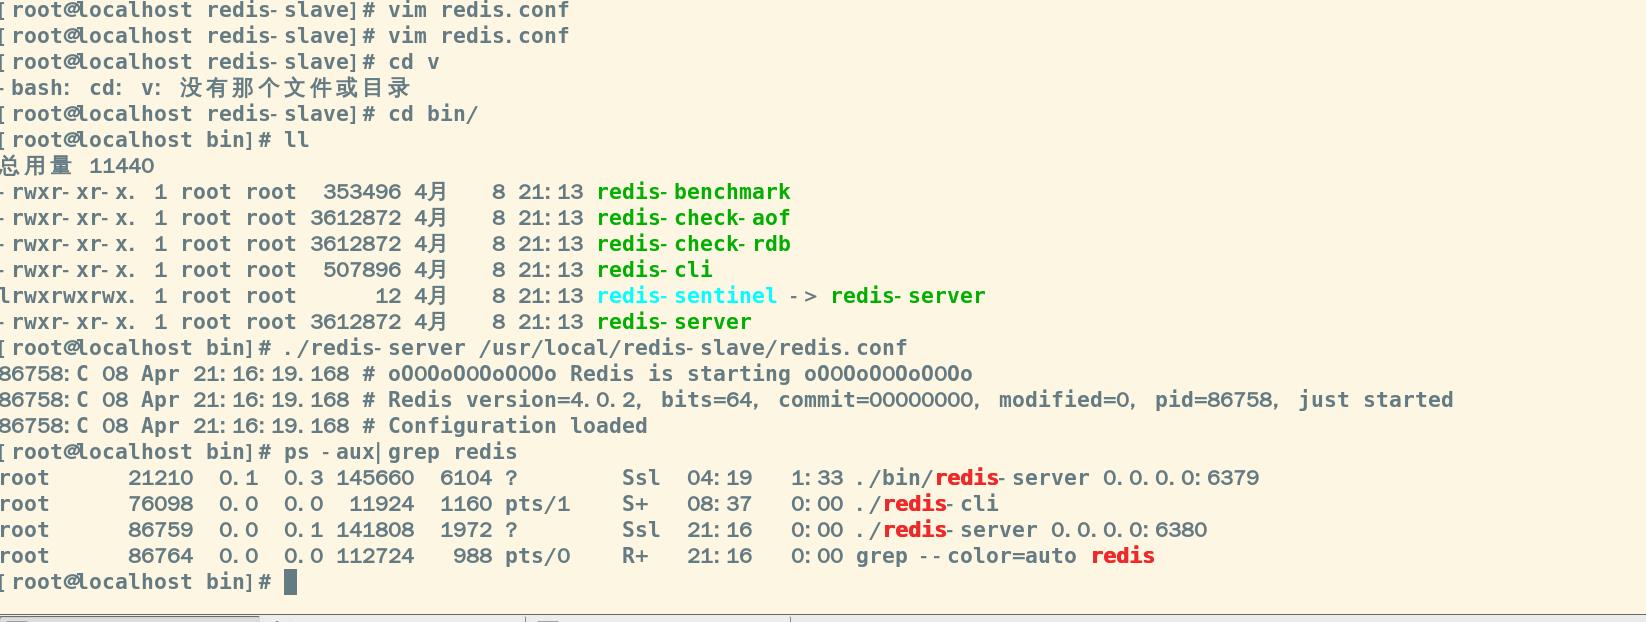 [root@localhost redis-slave]# vim redis.conf
[root@localhost redis-slave]# vim redis.conf
[root@localhost redis-slave]# cd v
-bash: cd: v: 没有那个文件或目录
[root@localhost redis-slave]# cd bin/
[root@localhost bin]# ll
总用量 11440
-rwxr-xr-x. 1 root root  353496 4月   8 21:13 redis-benchmark
-rwxr-xr-x. 1 root root 3612872 4月   8 21:13 redis-check-aof
-rwxr-xr-x. 1 root root 3612872 4月   8 21:13 redis-check-rdb
-rwxr-xr-x. 1 root root  507896 4月   8 21:13 redis-cli
lrwxrwxrwx. 1 root root      12 4月   8 21:13 redis-sentinel -> redis-server
-rwxr-xr-x. 1 root root 3612872 4月   8 21:13 redis-server
[root@localhost bin]# ./redis-server /usr/local/redis-slave/redis.conf
86758:C 08 Apr 21:16:19.168 # oO0OoO0OoO0Oo Redis is starting oO0OoO0OoO0Oo
86758:C 08 Apr 21:16:19.168 # Redis version=4.0.2, bits=64, commit=00000000, modified=0, pid=86758, just started
86758:C 08 Apr 21:16:19.168 # Configuration loaded
[root@localhost bin]# ps -aux|grep redis
root      21210  0.1  0.3 145660  6104 ?        Ssl  04:19   1:33 ./bin/redis-server 0.0.0.0:6379
root      76098  0.0  0.0  11924  1160 pts/1    S+   08:37   0:00 ./redis-cli
root      86759  0.0  0.1 141808  1972 ?        Ssl  21:16   0:00 ./redis-server 0.0.0.0:6380
root      86764  0.0  0.0 112724   988 pts/0    R+   21:16   0:00 grep --color=auto redis
[root@localhost bin]#